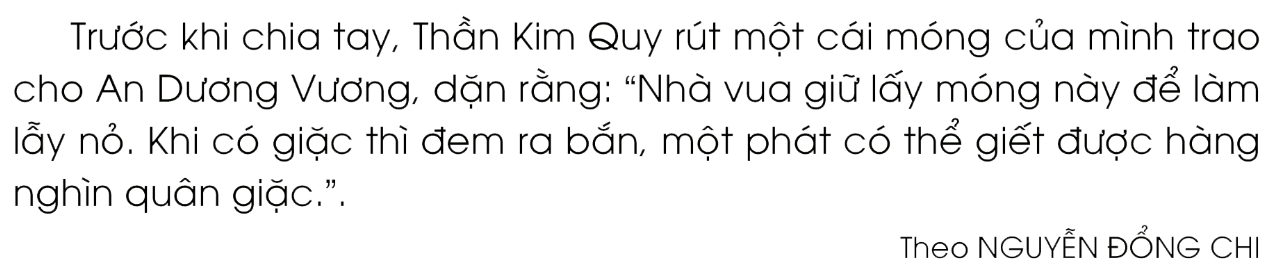 Trước khi chia tay, Thần Kim Quy rút một cái móng của mình trao
cho An Dương Vương, dặn rằng: “Nhà vua giữ lấy móng này để làm
lẫy nỏ. Khi có giặc thì đem ra bắn, một phát có thể giết được hàng
nghìn quân giặc.”.
Theo NGUYỄN ĐỔNG CHI